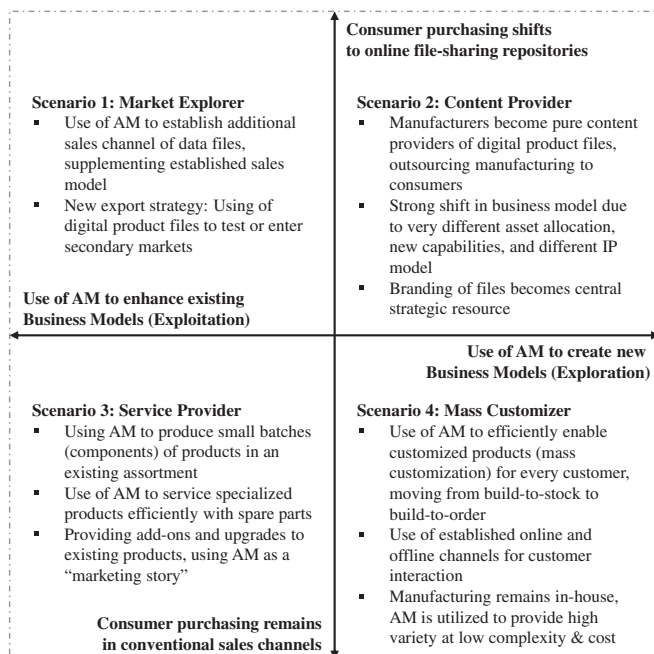 Consumer purchasing shifts
to online file-sharing repositories
Scenario 1: Market Explorer
▪ Use of AM to establish additional
sales channel of data files,
supplementing established sales
model
▪ New export strategy: Using of
digital product files to test or enter
secondary markets
Scenario 2: Content Provider
▪ Manufacturers become pure content
providers of digital product files,
outsourcing manufacturing to
consumers
▪ Strong shift in business model due
to very different asset allocation,
new capabilities, and different IP
model
▪ Branding of files becomes central
strategic resource
Use of AM to enhance existing
Business Models (Exploitation)
Use of AM to create new
Business Models (Exploration)
Scenario 3: Service Provider
▪ Using AM to produce small batches
(components) of products in an
existing assortment
▪ Use of AM to service specialized
products efficiently with spare parts
▪ Providing add-ons and upgrades to
existing products, using AM as a
“marketing story”
Scenario 4: Mass Customizer
▪ Use of AM to efficiently enable
customized products (mass
customization) for every customer,
moving from build-to-stock to
build-to-order
▪ Use of established online and
offline channels for customer
interaction
▪ Manufacturing remains in-house,
AM is utilized to provide high
variety at low complexity & cost
Consumer purchasing remains
in conventional sales channels